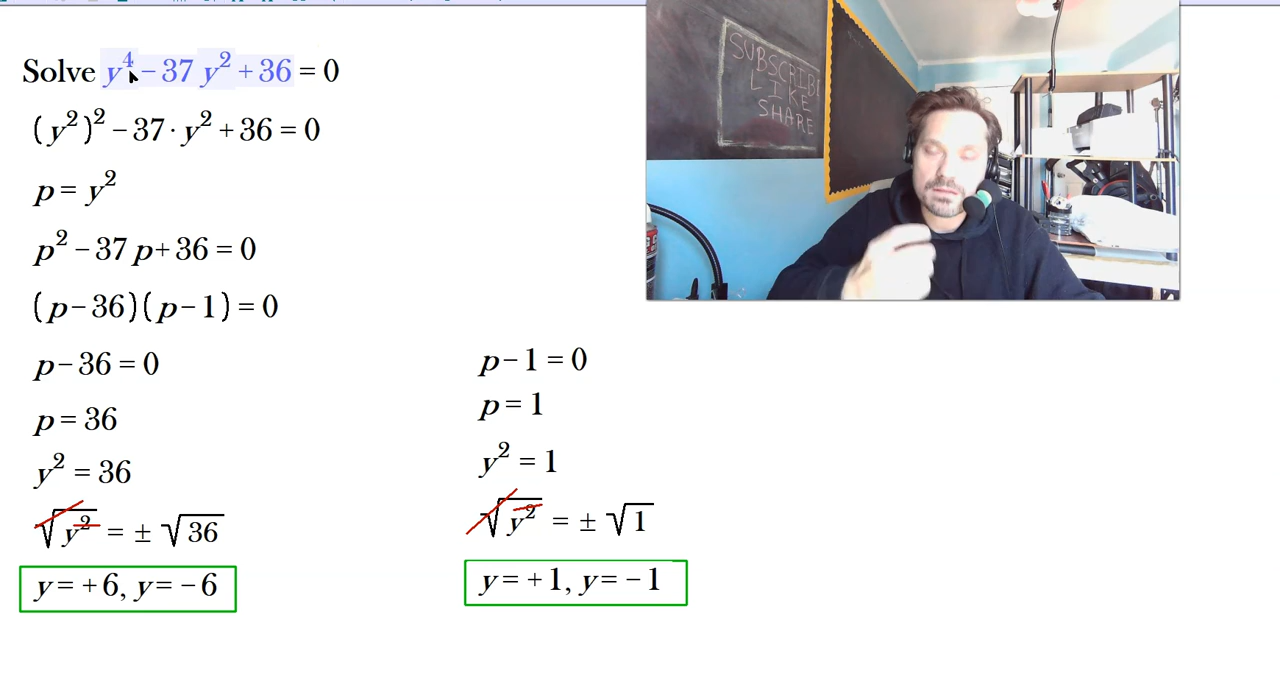 Solve y⁴ − 37 y² + 36 = 0
(y²)² − 37 · y² + 36 = 0
p = y²
p² − 37 p + 36 = 0
(p − 36)(p − 1) = 0
p − 36 = 0
p = 36
y² = 36
√y² = ± √36
y = + 6, y = − 6
p − 1 = 0
p = 1
y² = 1
√y² = ± √1
y = + 1, y = − 1
SUBSCRIBE
LIKE
SHARE